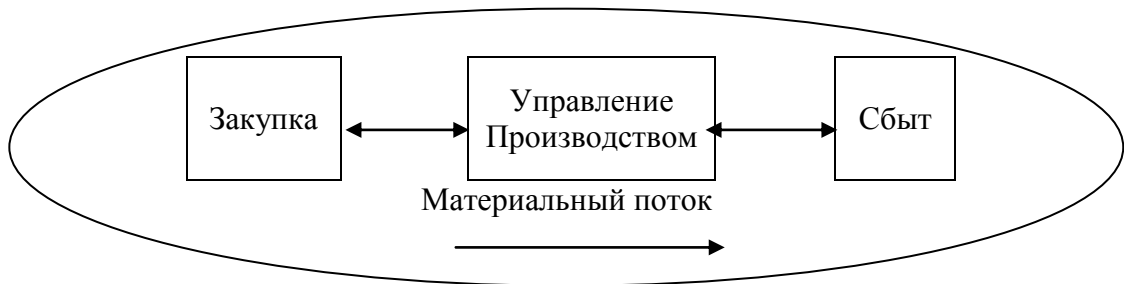 Закупка
Управление
Производством
Сбыт
Материальный поток